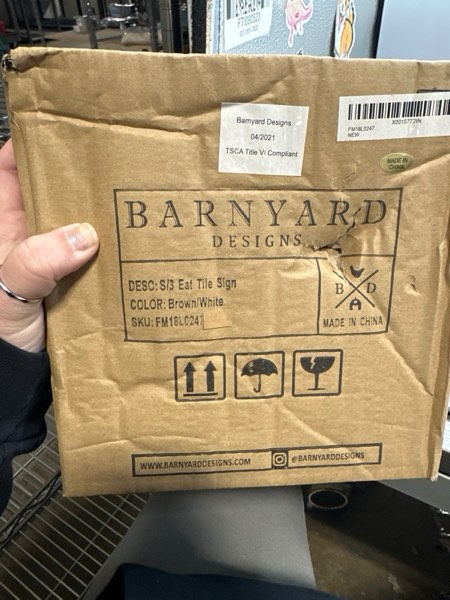 FT090523
Barnyard Designs
04/2021
TSCA Title VI Compliant
FM18L0247
NEW
MADE IN
CHINA
BARNYARD
DESIGNS
DESC: S/3 Eat Tile Sign
COLOR: Brown/White
SKU: FM18L0247
B D
MADE IN CHINA
WWW.BARNYARDDESIGNS.COM
@BARNYARDDESIGNS